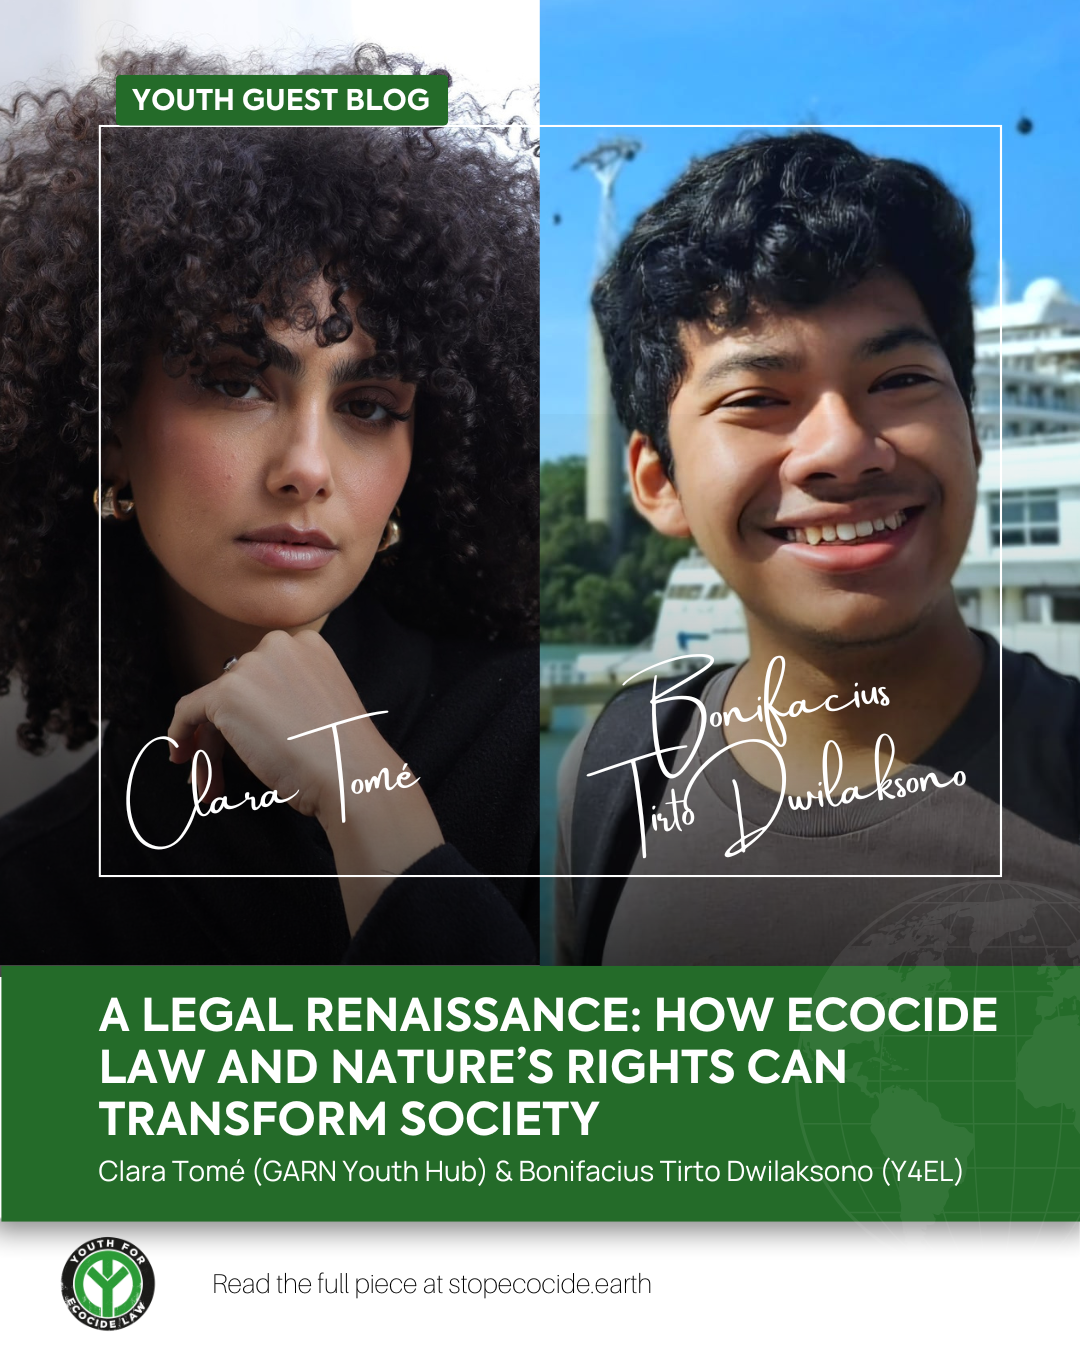 YOUTH GUEST BLOG
Clara Tomé
Bonifacius
Tirto Dwilaksono
A LEGAL RENAISSANCE: HOW ECOCIDE
LAW AND NATURE’S RIGHTS CAN
TRANSFORM SOCIETY
Clara Tomé (GARN Youth Hub) & Bonifacius Tirto Dwilaksono (Y4EL)
YOUTH FOR
ECOCIDE LAW
Read the full piece at stopecocide.earth